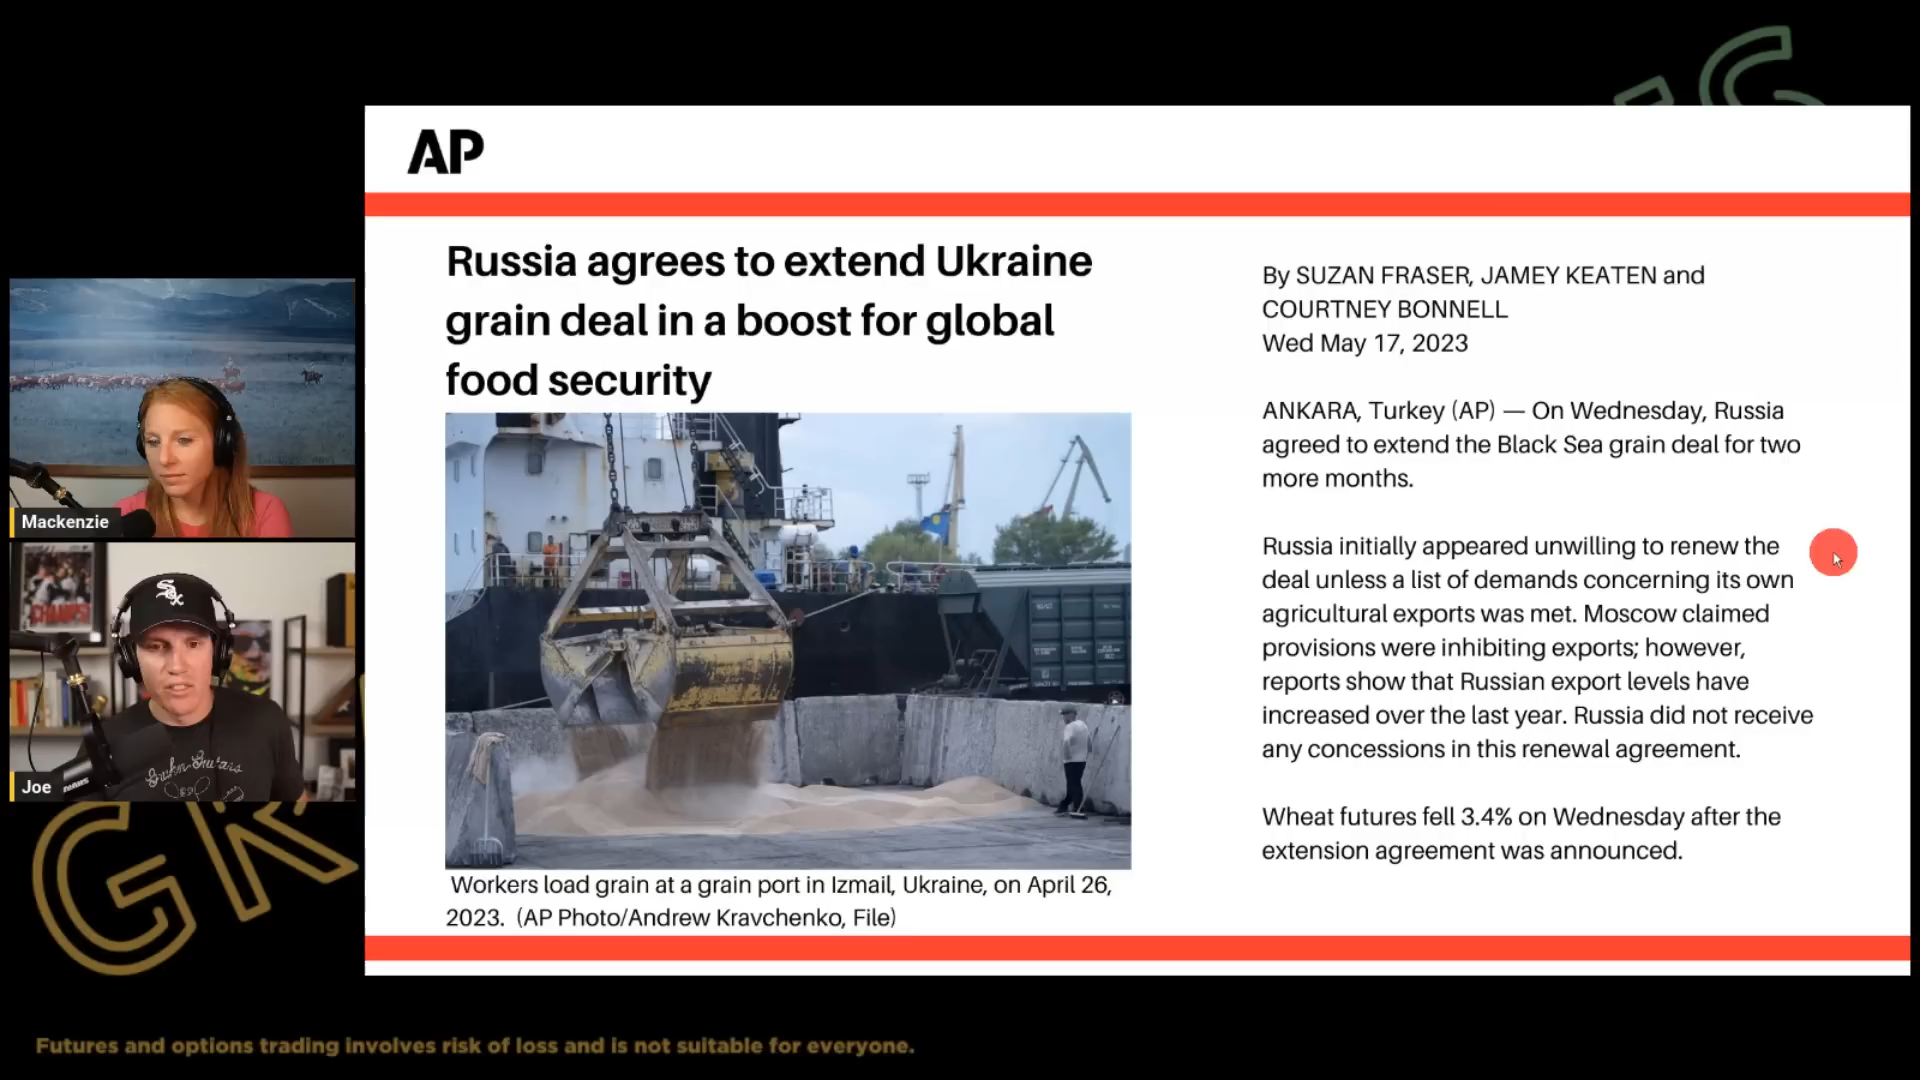 AP
Russia agrees to extend Ukraine
grain deal in a boost for global
food security
Workers load grain at a grain port in Izmail, Ukraine, on April 26,
2023. (AP Photo/Andrew Kravchenko, File)
By SUZAN FRASER, JAMEY KEATEN and
COURTNEY BONNELL
Wed May 17, 2023
ANKARA, Turkey (AP) — On Wednesday, Russia
agreed to extend the Black Sea grain deal for two
more months.
Russia initially appeared unwilling to renew the
deal unless a list of demands concerning its own
agricultural exports was met. Moscow claimed
provisions were inhibiting exports; however,
reports show that Russian export levels have
increased over the last year. Russia did not receive
any concessions in this renewal agreement.
Wheat futures fell 3.4% on Wednesday after the
extension agreement was announced.
Mackenzie
Sox
Joe
Futures and options trading involves risk of loss and is not suitable for everyone.